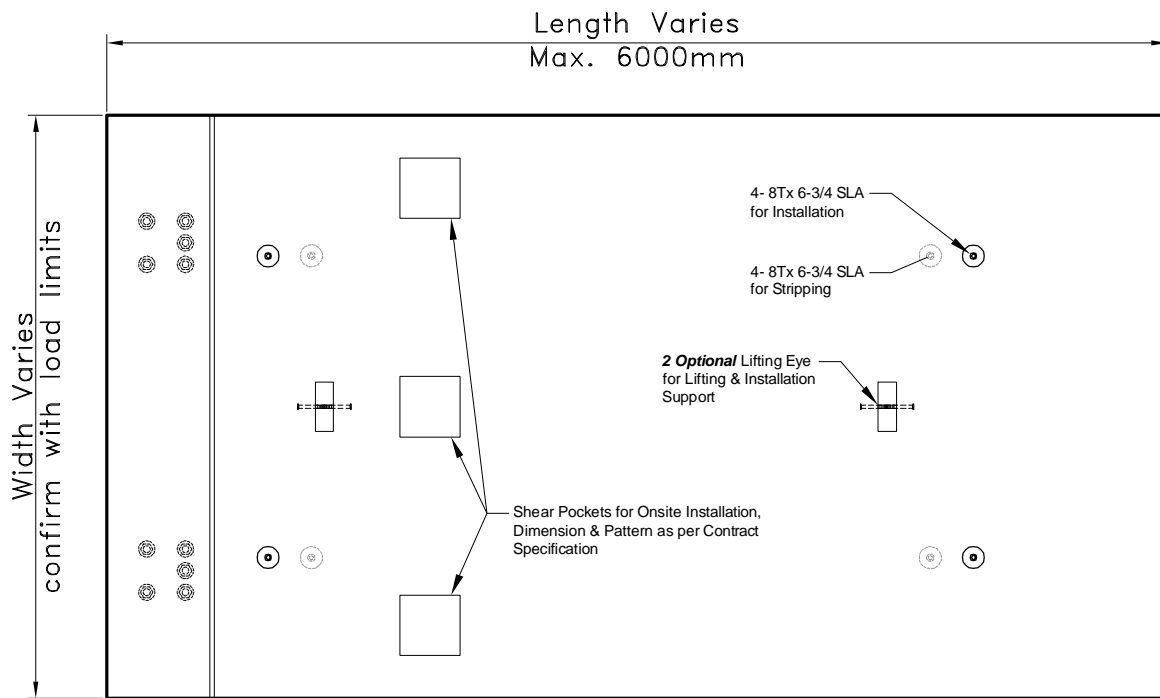 Length Varies
Max. 6000mm
Width Varies
confirm with load limits
4- 8Tx 6-3/4 SLA
for Installation
4- 8Tx 6-3/4 SLA
for Stripping
2 Optional Lifting Eye
for Lifting & Installation
Support
Shear Pockets for Onsite Installation,
Dimension & Pattern as per Contract
Specification